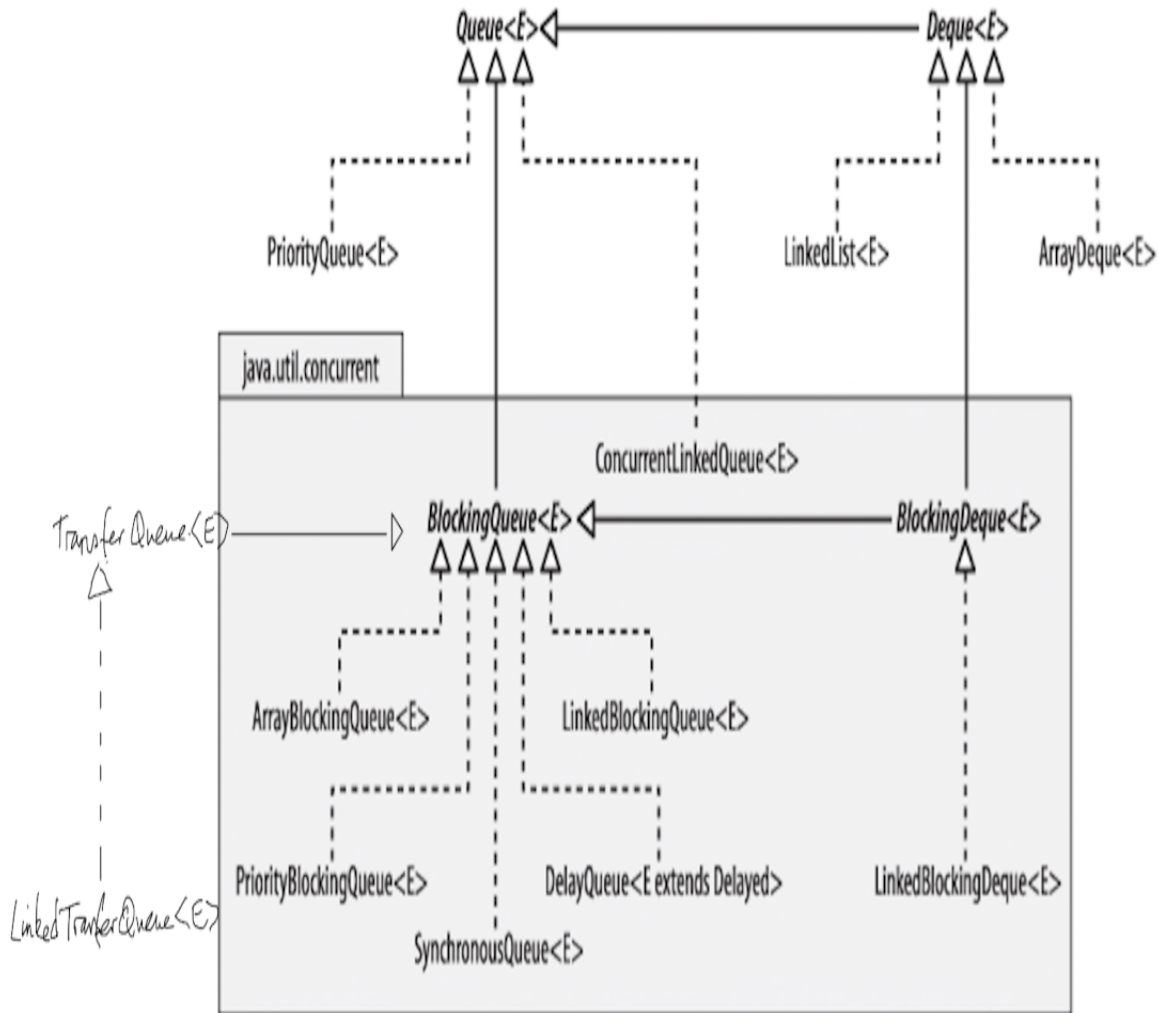 Queue<E>
Deque<E>
PriorityQueue<E>
LinkedList<E>
ArrayDeque<E>
java.util.concurrent
ConcurrentLinkedQueue<E>
TransferQueue<E>
BlockingQueue<E>
BlockingDeque<E>
ArrayBlockingQueue<E>
LinkedBlockingQueue<E>
PriorityBlockingQueue<E>
DelayQueue<E extends Delayed>
LinkedBlockingDeque<E>
LinkedTranferQueue<E>
SynchronousQueue<E>